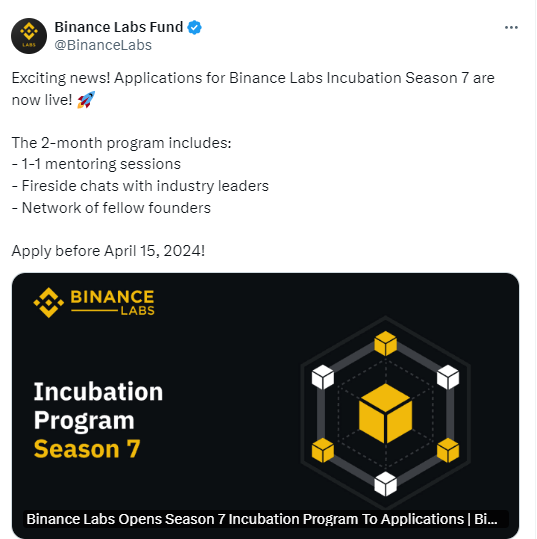 Binance Labs Fund
@BinanceLabs
Exciting news! Applications for Binance Labs Incubation Season 7 are
now live! 🚀
The 2-month program includes:
- 1-1 mentoring sessions
- Fireside chats with industry leaders
- Network of fellow founders
Apply before April 15, 2024!
BINANCE
LABS
Incubation
Program
Season 7
Binance Labs Opens Season 7 Incubation Program To Applications | Bi...